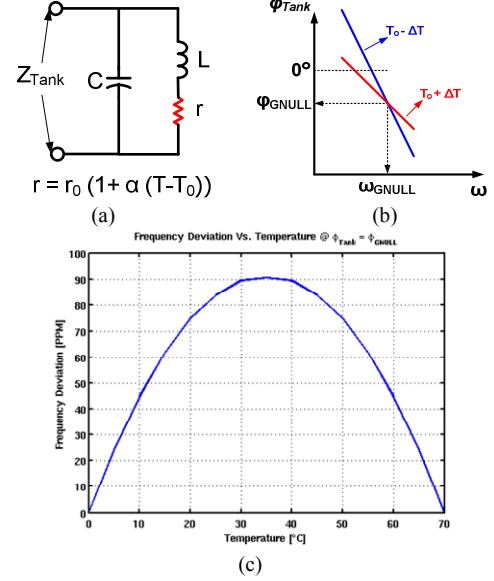 (a)
Z_Tank
C
L
r
r = r₀ (1+ α (T-T₀))
(b)
φ_Tank
T₀- ΔT
0°
T₀+ ΔT
φ_GNULL
ω_GNULL
ω
Frequency Deviation Vs. Temperature @ ϕ_Tank = ϕ_GNULL
Frequency Deviation [PPM]
100
90
80
70
60
50
40
30
20
10
0
0 10 20 30 40 50 60 70
Temperature [°C]
(c)